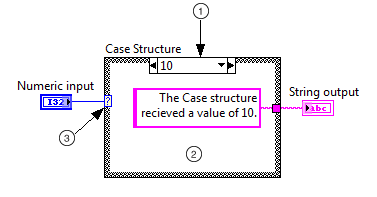 1
Case Structure
10
Numeric input
I32
?
The Case structure
recieved a value of 10.
String output
abc
3
2